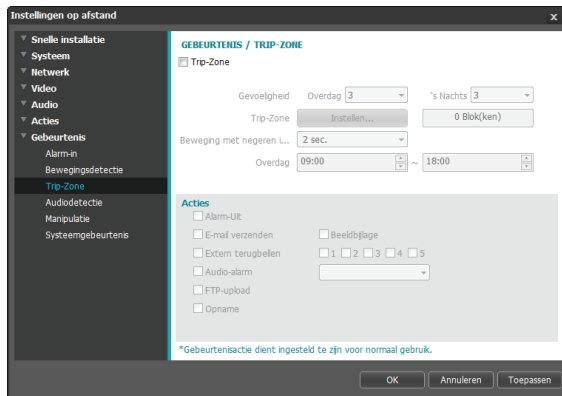 Instellingen op afstand x
Snelle installatie
Systeem
Netwerk
Video
Audio
Acties
Gebeurtenis
Alarm-in
Bewegingsdetectie
Trip-Zone
Audiodetectie
Manipulatie
Systeemgebeurtenis
GEBEURTENIS / TRIP-ZONE
Trip-Zone
Gevoeligheid Overdag 3 's Nachts 3
Trip-Zone Instellen... 0 Blok(ken)
Beweging met negeren i... 2 sec.
Overdag 09:00 ~ 18:00
Acties
Alarm-Uit
E-mail verzenden Beeldbijlage
Extern terugbellen 1 2 3 4 5
Audio-alarm
FTP-upload
Opname
*Gebeurtenisactie dient ingesteld te zijn voor normaal gebruik.
OK Annuleren Toepassen